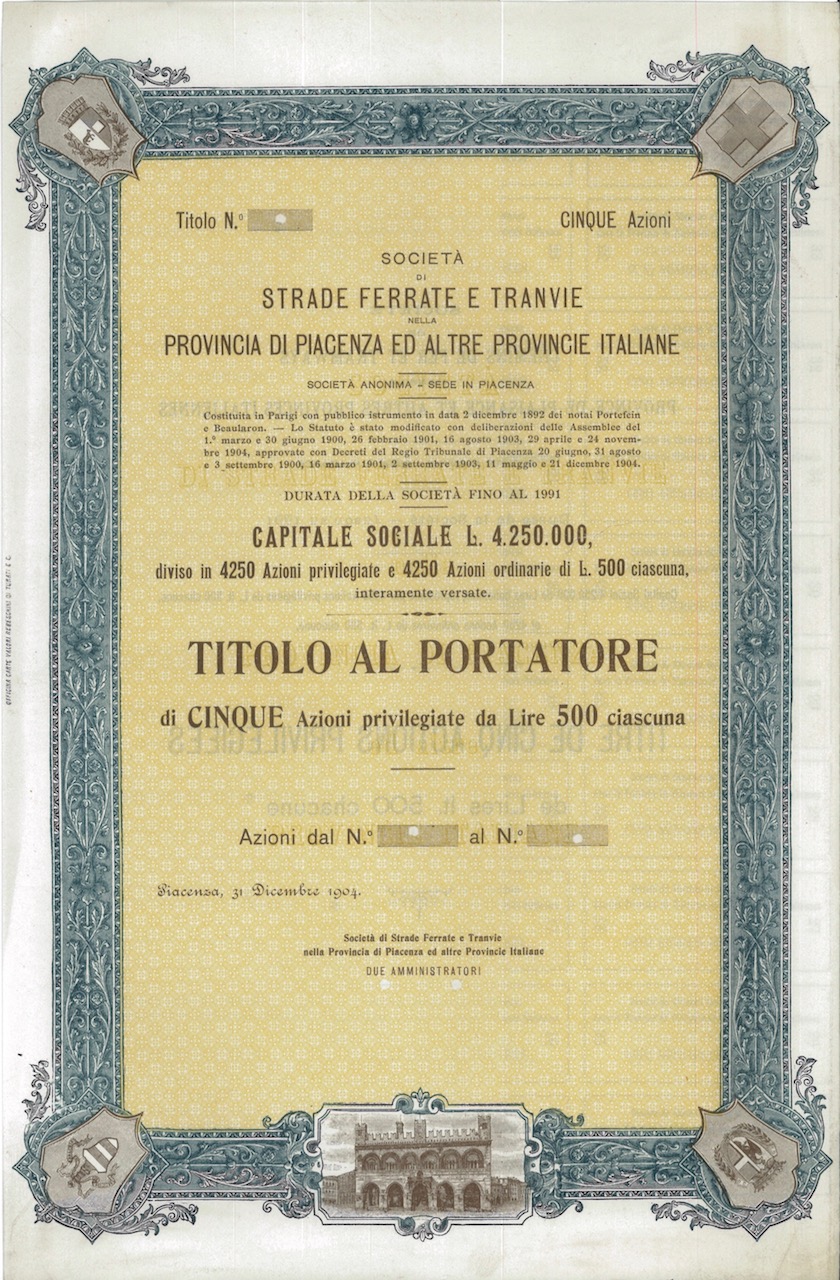 Titolo N.º CINQUE Azioni
SOCIETÀ
DI
STRADE FERRATE E TRANVIE
NELLA
PROVINCIA DI PIACENZA ED ALTRE PROVINCIE ITALIANE
SOCIETÀ ANONIMA - SEDE IN PIACENZA
Costituita in Parigi con pubblico istrumento in data 2 dicembre 1892 dei notai Portefein
e Beaularon. — Lo Statuto è stato modificato con deliberazioni delle Assemblee del
1.º marzo e 30 giugno 1900, 26 febbraio 1901, 16 agosto 1903, 29 aprile e 24 novem-
bre 1904, approvate con Decreti del Regio Tribunale di Piacenza 20 giugno, 31 agosto
e 3 settembre 1900, 16 marzo 1901, 2 settembre 1903, 11 maggio e 21 dicembre 1904.
DURATA DELLA SOCIETÀ FINO AL 1991
CAPITALE SOCIALE L. 4.250.000,
diviso in 4250 Azioni privilegiate e 4250 Azioni ordinarie di L. 500 ciascuna,
interamente versate.
TITOLO AL PORTATORE
di CINQUE Azioni privilegiate da Lire 500 ciascuna
Azioni dal N.º al N.º
Piacenza, 31 Dicembre 1904.
Società di Strade Ferrate e Tranvie
nella Provincia di Piacenza ed altre Provincie Italiane
DUE AMMINISTRATORI
OFFICINA CARTE VALORI REBESCHINI DI TURATI E C.